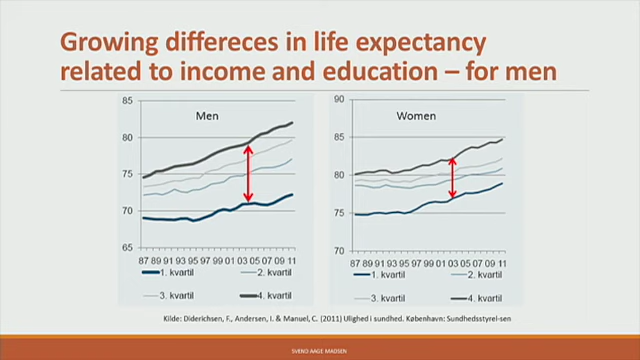 Growing differeces in life expectancy
related to income and education – for men
85
80
75
70
65
Men
87 89 91 93 95 97 99 01 03 05 07 09 11
1. kvartil
2. kvartil
3. kvartil
4. kvartil
90
85
80
75
70
Women
87 89 91 93 95 97 99 01 03 05 07 09 11
1. kvartil
2. kvartil
3. kvartil
4. kvartil
Kilde: Diderichsen, F., Andersen, I. & Manuel, C. (2011) Ulighed i sundhed. København: Sundhedsstyrel-sen
SVEND AAGE MADSEN